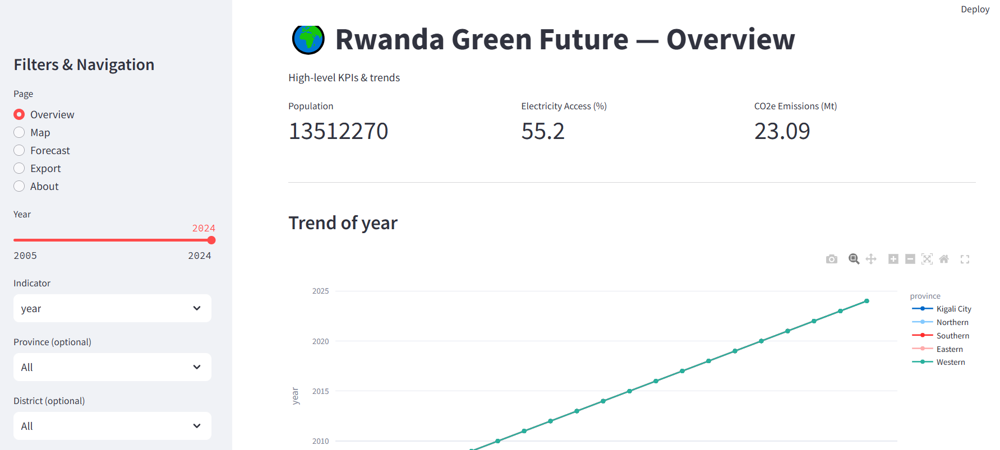 Deploy
Filters & Navigation
Page
Overview
Map
Forecast
Export
About
Year
2024
2005
2024
Indicator
year
Province (optional)
All
District (optional)
All
Rwanda Green Future — Overview
High-level KPIs & trends
Population
13512270
Electricity Access (%)
55.2
CO2e Emissions (Mt)
23.09
Trend of year
2025
2020
2015
2010
year
province
Kigali City
Northern
Southern
Eastern
Western